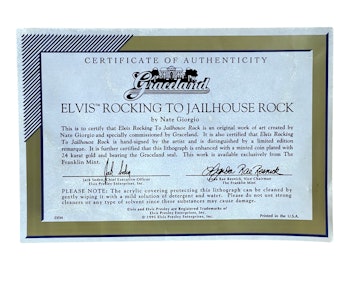 CERTIFICATE OF AUTHENTICITY
Graceland
ELVIS™ ROCKING TO JAILHOUSE ROCK
by Nate Giorgio
This is to certify that Elvis Rocking To Jailhouse Rock is an original work of art created
by Nate Giorgio and specially commissioned by Graceland. It is also certified that Elvis
Rocking To Jailhouse Rock is hand-signed by the artist and is distinguished by a limited edition
remarque. It is further certified that this lithograph is enhanced with a minted coin plated with
24 karat gold and bearing the Graceland seal. This work is available exclusively from The
Franklin Mint.
Jack Soden, Chief Executive Officer
Elvis Presley Enterprises, Inc.
Lynda Rae Resnick
Lynda Rae Resnick, Vice Chairman
The Franklin Mint
PLEASE NOTE: The acrylic covering protecting this lithograph can be cleaned by
gently wiping it with a mild solution of detergent and water. Please do not use strong
cleaners or any type of solvent since these substances may cause damage.
Elvis and Elvis Presley are Registered Trademarks of
Elvis Presley Enterprises, Inc.
© 1995 Elvis Presley Enterprises, Inc.
Printed in the U.S.A.